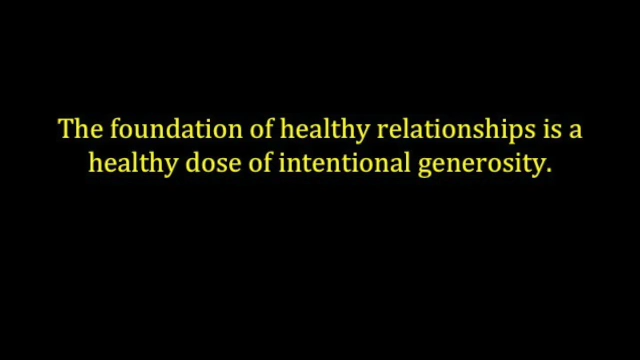 The foundation of healthy relationships is a
healthy dose of intentional generosity.